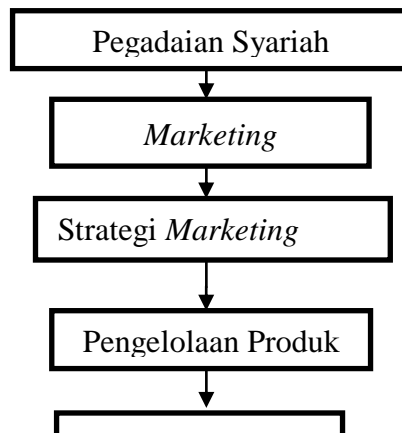 Pegadaian Syariah
Marketing
Strategi Marketing
Pengelolaan Produk